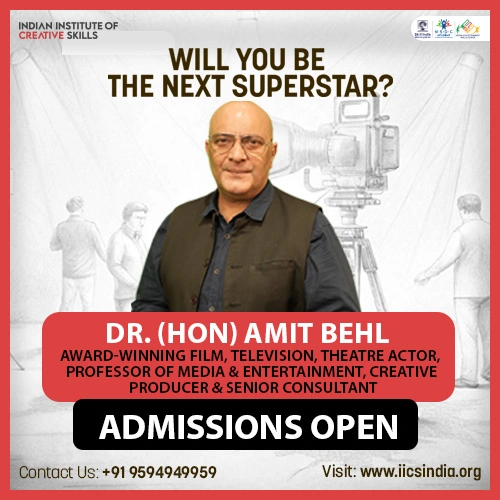 INDIAN INSTITUTE OF
CREATIVE SKILLS
WILL YOU BE
THE NEXT SUPERSTAR?
DR. (HON) AMIT BEHL
AWARD-WINNING FILM, TELEVISION, THEATRE ACTOR,
PROFESSOR OF MEDIA & ENTERTAINMENT, CREATIVE
PRODUCER & SENIOR CONSULTANT
ADMISSIONS OPEN
Contact Us: +91 9594949959
Visit: www.iicsindia.org